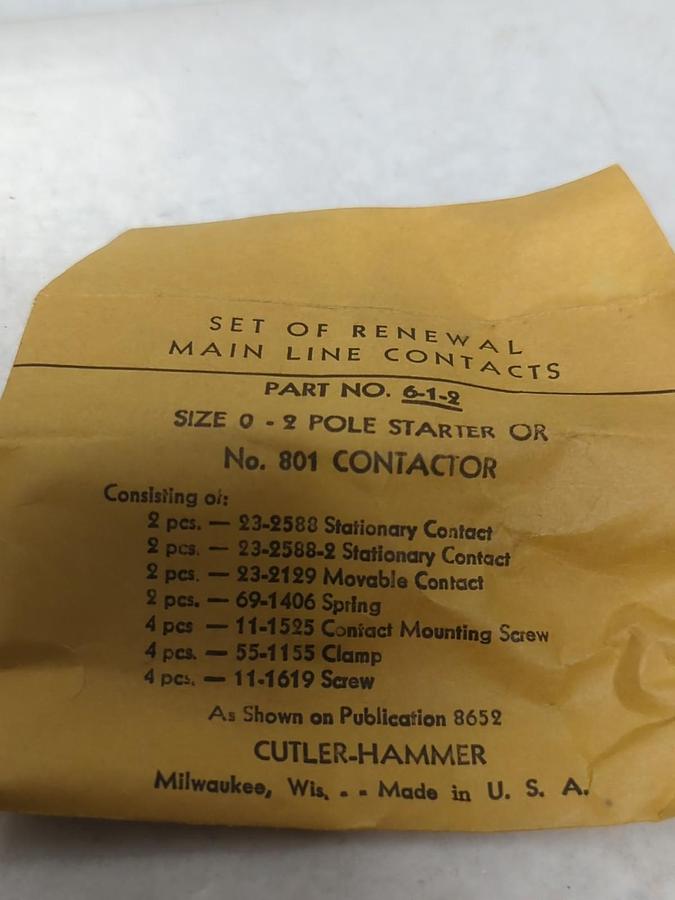 SET OF RENEWAL
MAIN LINE CONTACTS
PART NO. 6-1-2
SIZE 0 - 2 POLE STARTER OR
No. 801 CONTACTOR
Consisting of:
2 pcs. — 23-2588 Stationary Contact
2 pcs. — 23-2588-2 Stationary Contact
2 pcs. — 23-2129 Movable Contact
2 pcs. — 69-1406 Spring
4 pcs — 11-1525 Contact Mounting Screw
4 pcs. — 55-1155 Clamp
4 pcs. — 11-1619 Screw
As Shown on Publication 8652
CUTLER-HAMMER
Milwaukee, Wis. - - Made in U. S. A.